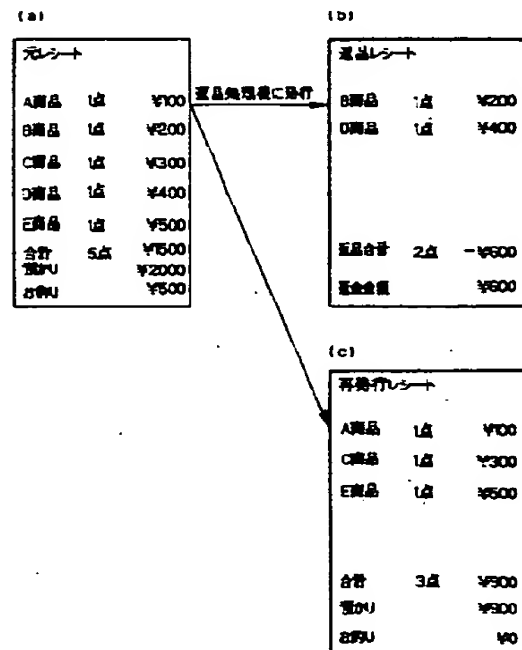 (a)
元レシート
A商品 1点 ¥100
B商品 1点 ¥200
C商品 1点 ¥300
D商品 1点 ¥400
E商品 1点 ¥500
合計 5点 ¥1500
預かり ¥2000
お釣り ¥500
返品処理後に発行
(b)
返品レシート
B商品 1点 ¥200
D商品 1点 ¥400
返品合計 2点 -¥600
返金金額 ¥600
(c)
再発行レシート
A商品 1点 ¥100
C商品 1点 ¥300
E商品 1点 ¥500
合計 3点 ¥900
預かり ¥900
お釣り ¥0